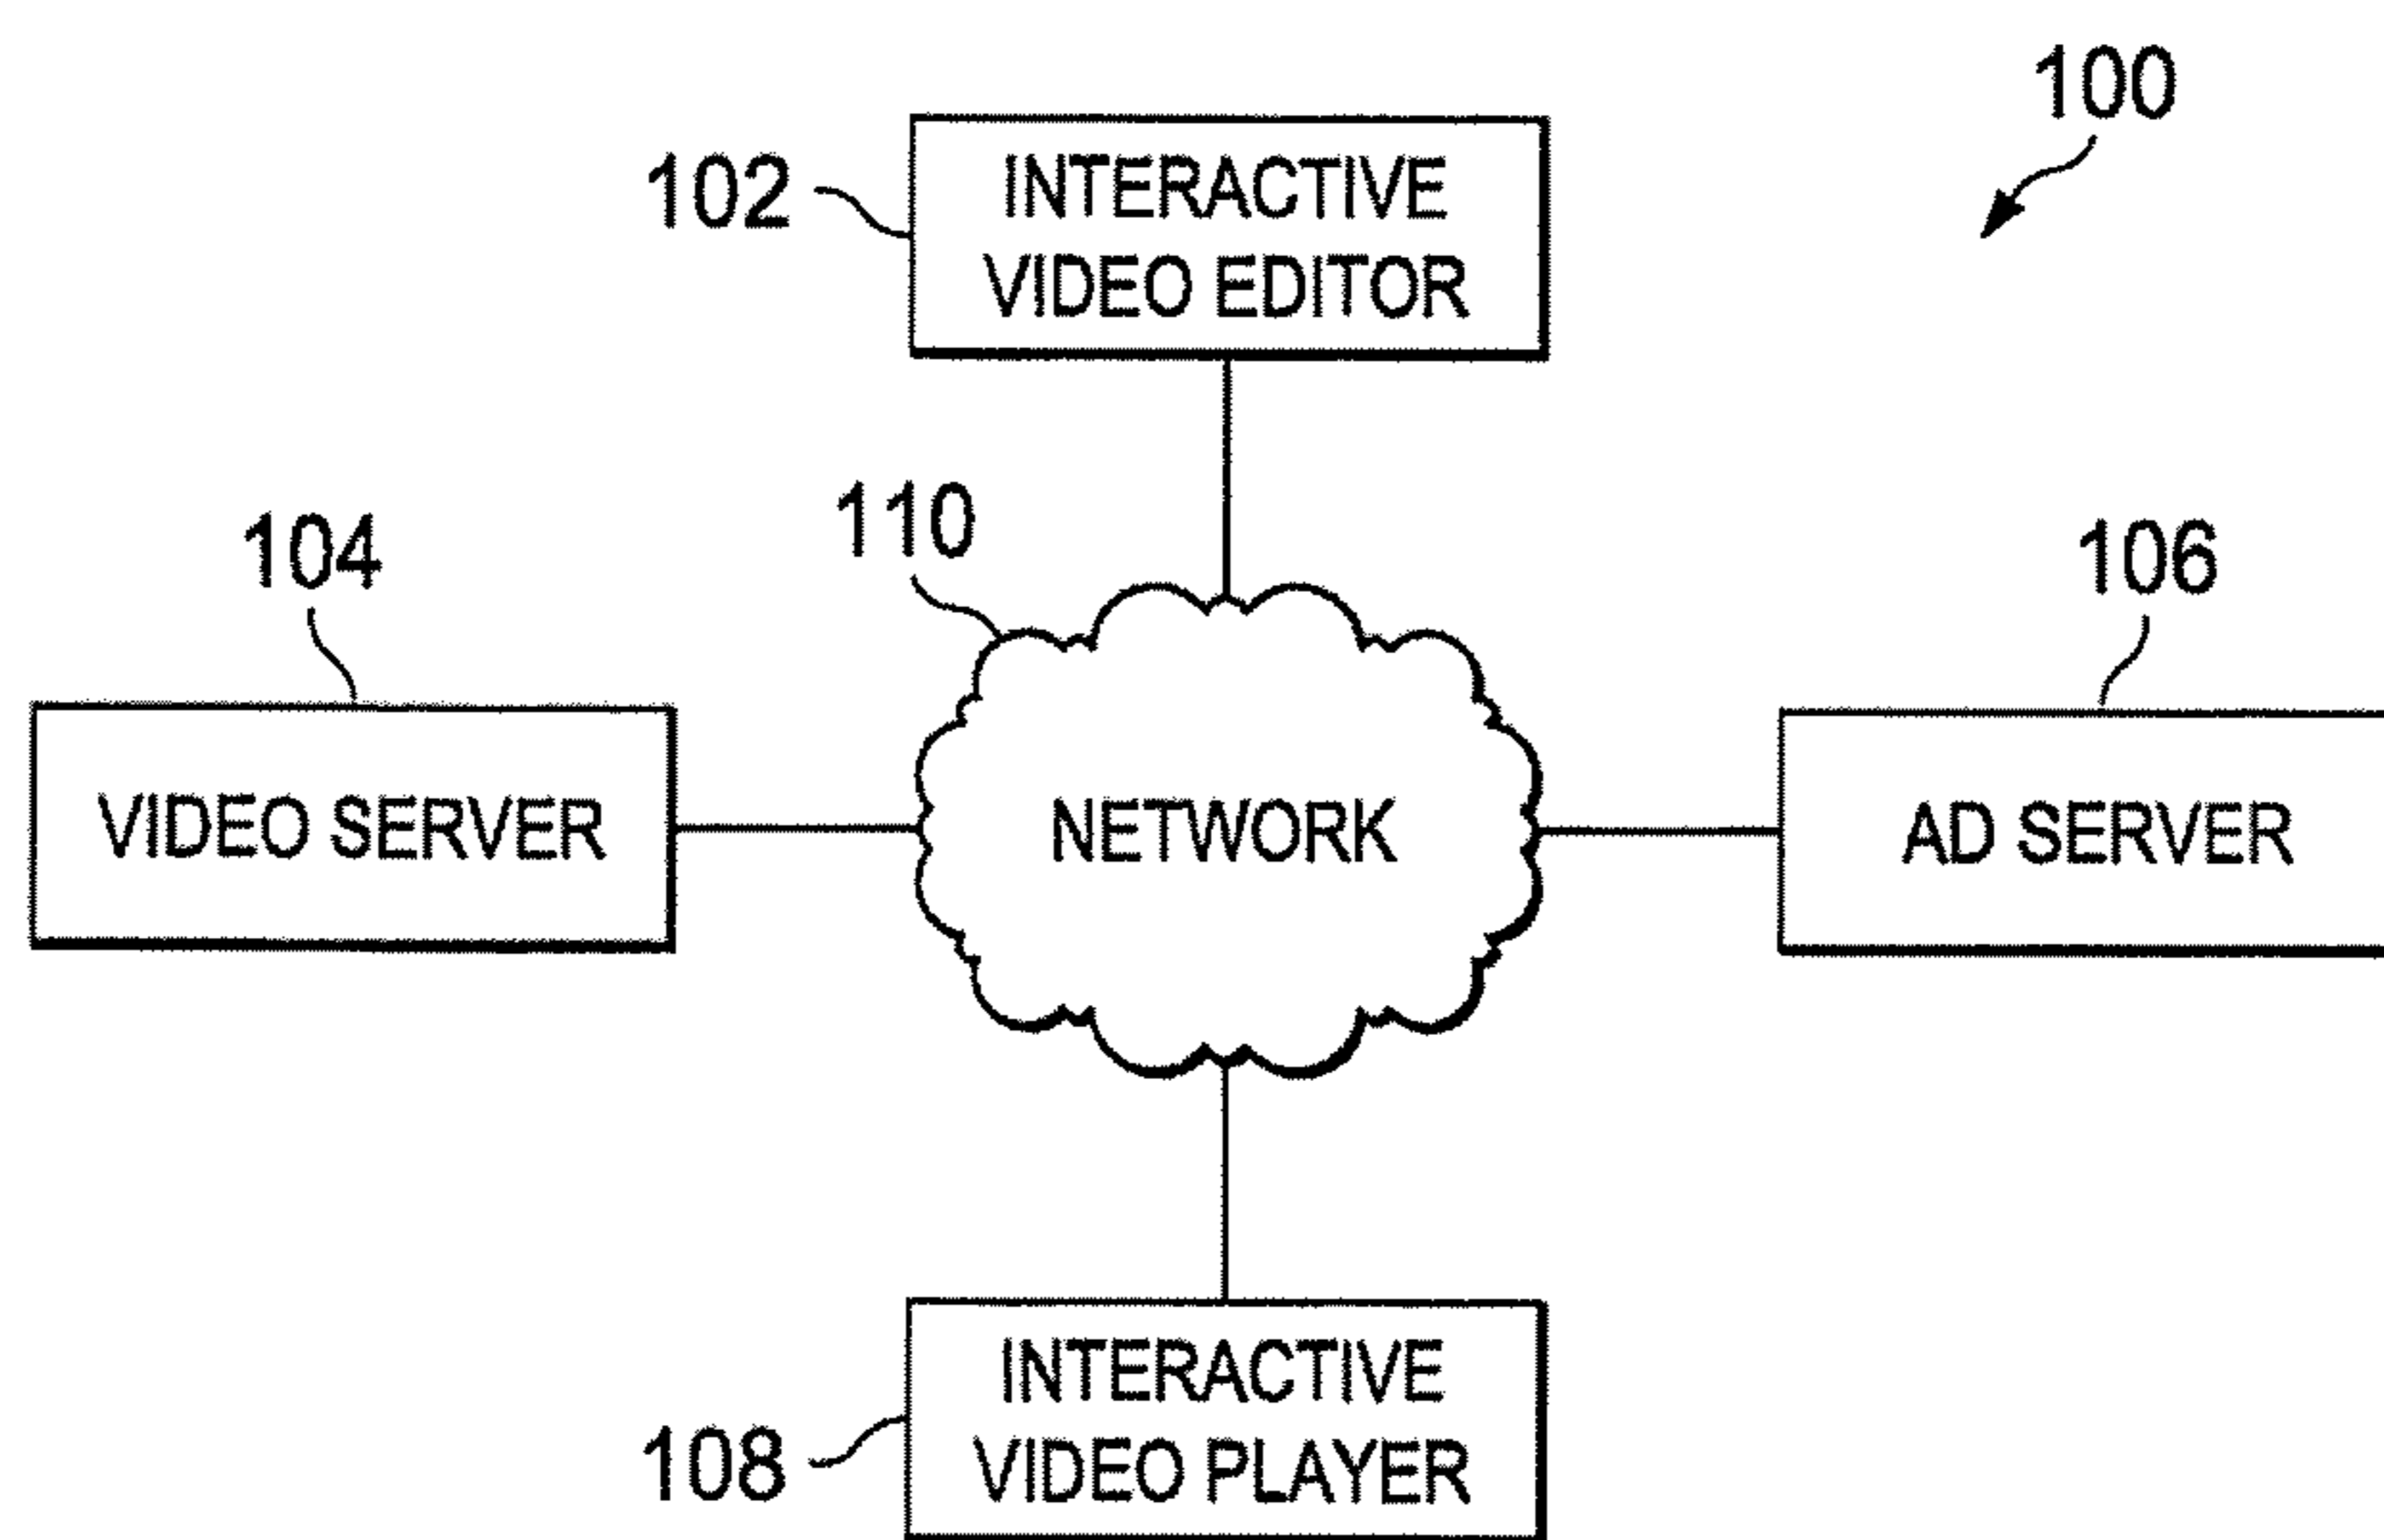 100
102
INTERACTIVE
VIDEO EDITOR
110
104
106
VIDEO SERVER
NETWORK
AD SERVER
108
INTERACTIVE
VIDEO PLAYER